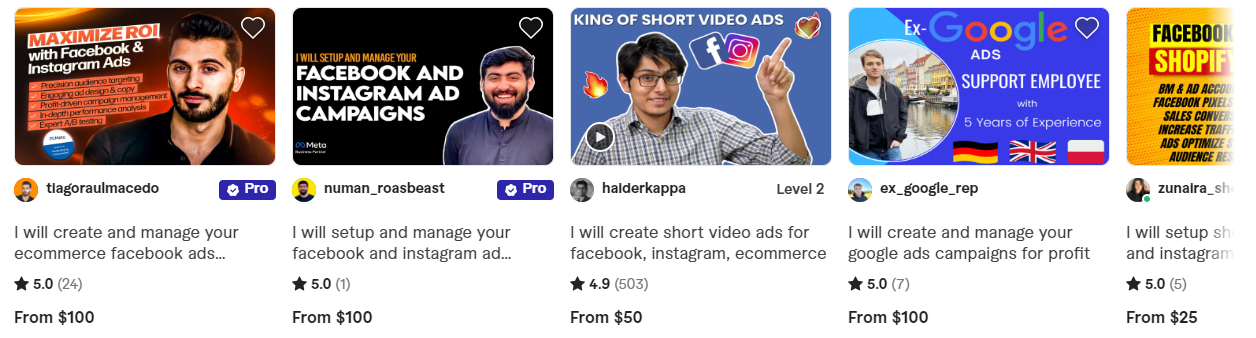 MAXIMIZE ROI
with Facebook &
Instagram Ads
Precision audience targeting
Engaging ad design & copy
Profit-driven campaign management
In-depth performance analysis
Expert A/B testing
Meta
tiagoraulmacedo
Pro
I will create and manage your
ecommerce facebook ads...
5.0 (24)
From $100
I WILL SETUP AND MANAGE YOUR
FACEBOOK AND
INSTAGRAM AD
CAMPAIGNS
Meta
Business Partner
numan_roasbeast
Pro
I will setup and manage your
facebook and instagram ad...
5.0 (1)
From $100
KING OF SHORT VIDEO ADS
haiderkappa
Level 2
I will create short video ads for
facebook, instagram, ecommerce
4.9 (503)
From $50
Ex-Google
ADS
SUPPORT EMPLOYEE
with
5 Years of Experience
ex_google_rep
I will create and manage your
google ads campaigns for profit
5.0 (7)
From $100
FACEBOOK
SHOPIFY
BM & AD ACCOU
FACEBOOK PIXELS
SALES CONVERS
INCREASE TRAFF
ADS OPTIMIZE S
AUDIENCE RES
zunaira_sh
I will setup sh
and instagram
5.0 (5)
From $25